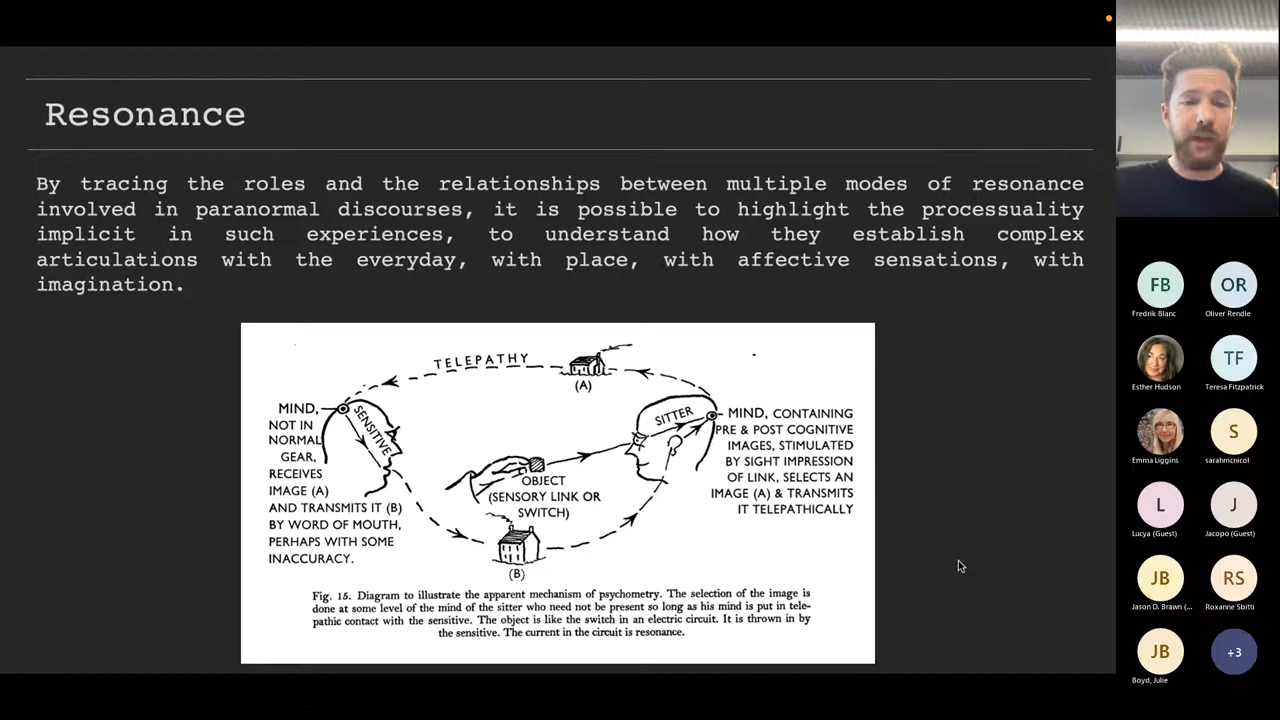 Resonance
By tracing the roles and the relationships between multiple modes of resonance
involved in paranormal discourses, it is possible to highlight the processuality
implicit in such experiences, to understand how they establish complex
articulations with the everyday, with place, with affective sensations, with
imagination.
TELEPATHY
(A)
MIND,
NOT IN
NORMAL
GEAR,
RECEIVES
IMAGE (A)
AND TRANSMITS IT (B)
BY WORD OF MOUTH,
PERHAPS WITH SOME
INACCURACY.
SENSITIVE
OBJECT
(SENSORY LINK OR
SWITCH)
(B)
SITTER
MIND, CONTAINING
PRE & POST COGNITIVE
IMAGES, STIMULATED
BY SIGHT IMPRESSION
OF LINK, SELECTS AN
IMAGE (A) & TRANSMITS
IT TELEPATHICALLY
Fig. 15. Diagram to illustrate the apparent mechanism of psychometry. The selection of the image is
done at some level of the mind of the sitter who need not be present so long as his mind is put in tele-
pathic contact with the sensitive. The object is like the switch in an electric circuit. It is thrown in by
the sensitive. The current in the circuit is resonance.
FB
OR
Fredrik Blanc
Oliver Rendle
TF
Esther Hudson
Teresa Fitzpatrick
S
Emma Liggins
sarahmcnicol
L
J
Lucya (Guest)
Jacopo (Guest)
JB
RS
Jason D. Brawn (...
Roxanne Sbitti
JB
+3
Boyd, Julie